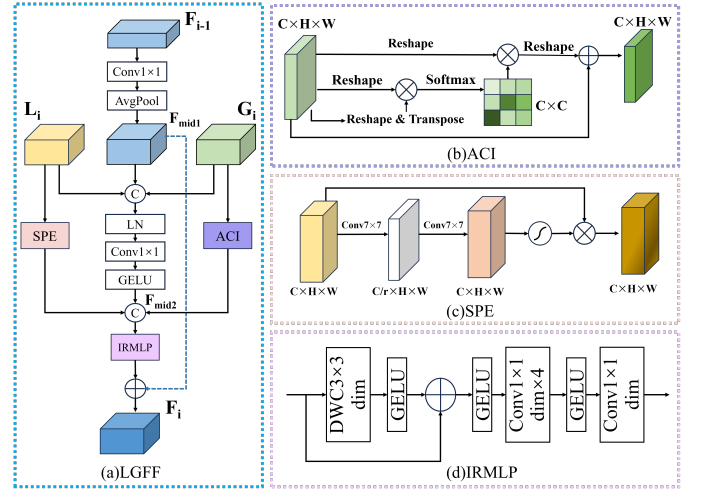 F_{i-1}
Conv1×1
AvgPool
L_i
F_{mid1}
G_i
C
LN
SPE
Conv1×1
ACI
GELU
F_{mid2}
C
IRMLP
F_i
(a)LGFF
C×H×W
C×H×W
Reshape
Reshape
Reshape
Softmax
C×C
Reshape & Transpose
(b)ACI
Conv7×7
Conv7×7
C×H×W
C/r×H×W
C×H×W
C×H×W
(c)SPE
DWC3×3
dim
GELU
GELU
Conv1×1
dim×4
GELU
Conv1×1
dim
(d)IRMLP